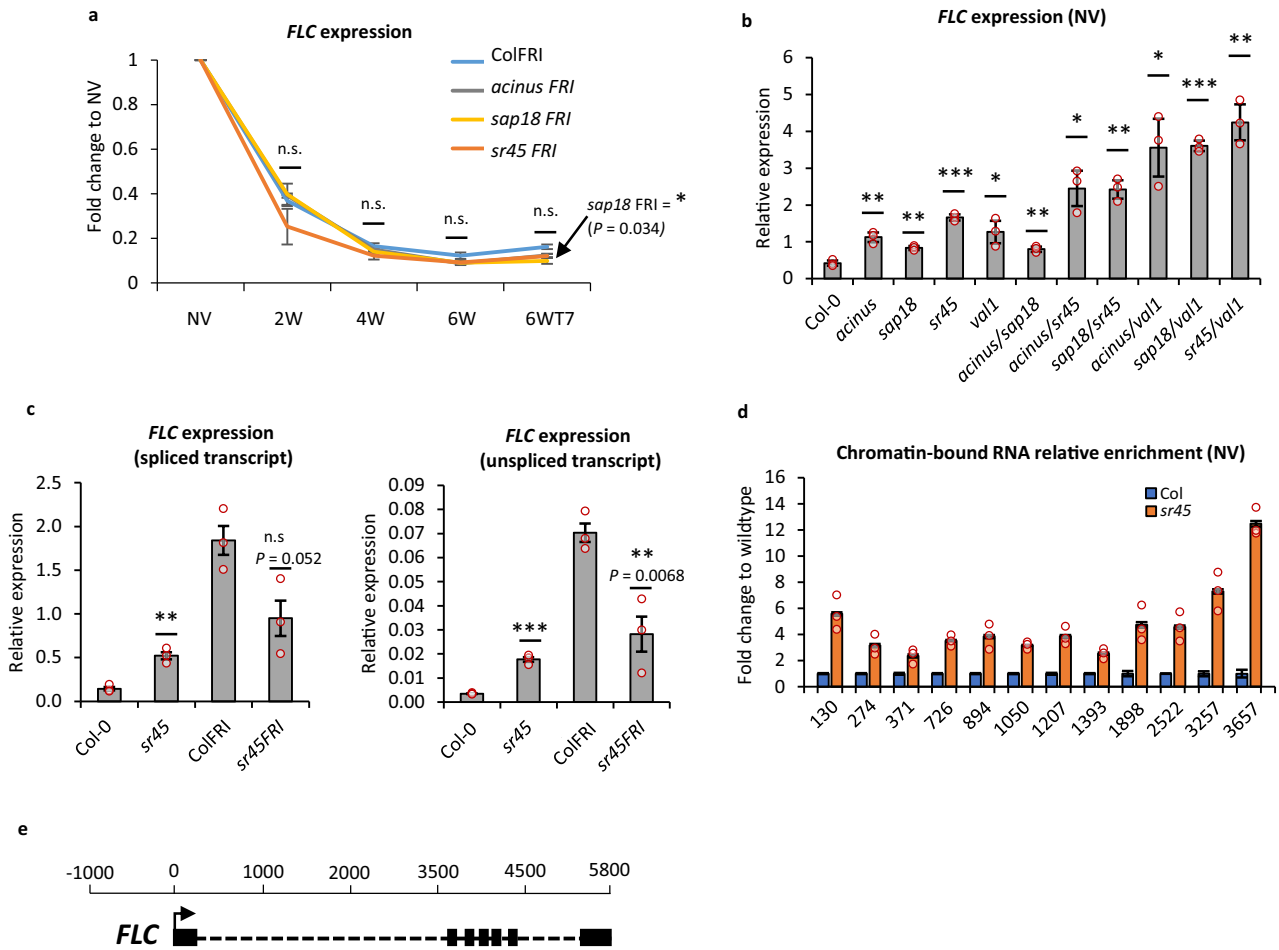 a
FLC expression
Fold change to NV
1
0.8
0.6
0.4
0.2
0
NV
2W
4W
6W
6WT7
ColFRI
acinus FRI
sap18 FRI
sr45 FRI
n.s.
n.s.
n.s.
n.s.
sap18 FRI = *
(P = 0.034)
b
FLC expression (NV)
Relative expression
6
5
4
3
2
1
0
**
**
***
*
**
*
**
*
***
**
Col-0
acinus
sap18
sr45
val1
acinus/sap18
acinus/sr45
sap18/sr45
acinus/val1
sap18/val1
sr45/val1
c
FLC expression
(spliced transcript)
Relative expression
2.5
2.0
1.5
1.0
0.5
0.0
**
n.s
P = 0.052
Col-0
sr45
ColFRI
sr45FRI
FLC expression
(unspliced transcript)
Relative expression
0.09
0.08
0.07
0.06
0.05
0.04
0.03
0.02
0.01
0.00
***
**
P = 0.0068
Col-0
sr45
ColFRI
sr45FRI
d
Chromatin-bound RNA relative enrichment (NV)
Fold change to wildtype
16
14
12
10
8
6
4
2
0
Col
sr45
130
274
371
726
894
1050
1207
1393
1898
2522
3257
3657
e
-1000 0 1000 2000 3500 4500 5800
FLC